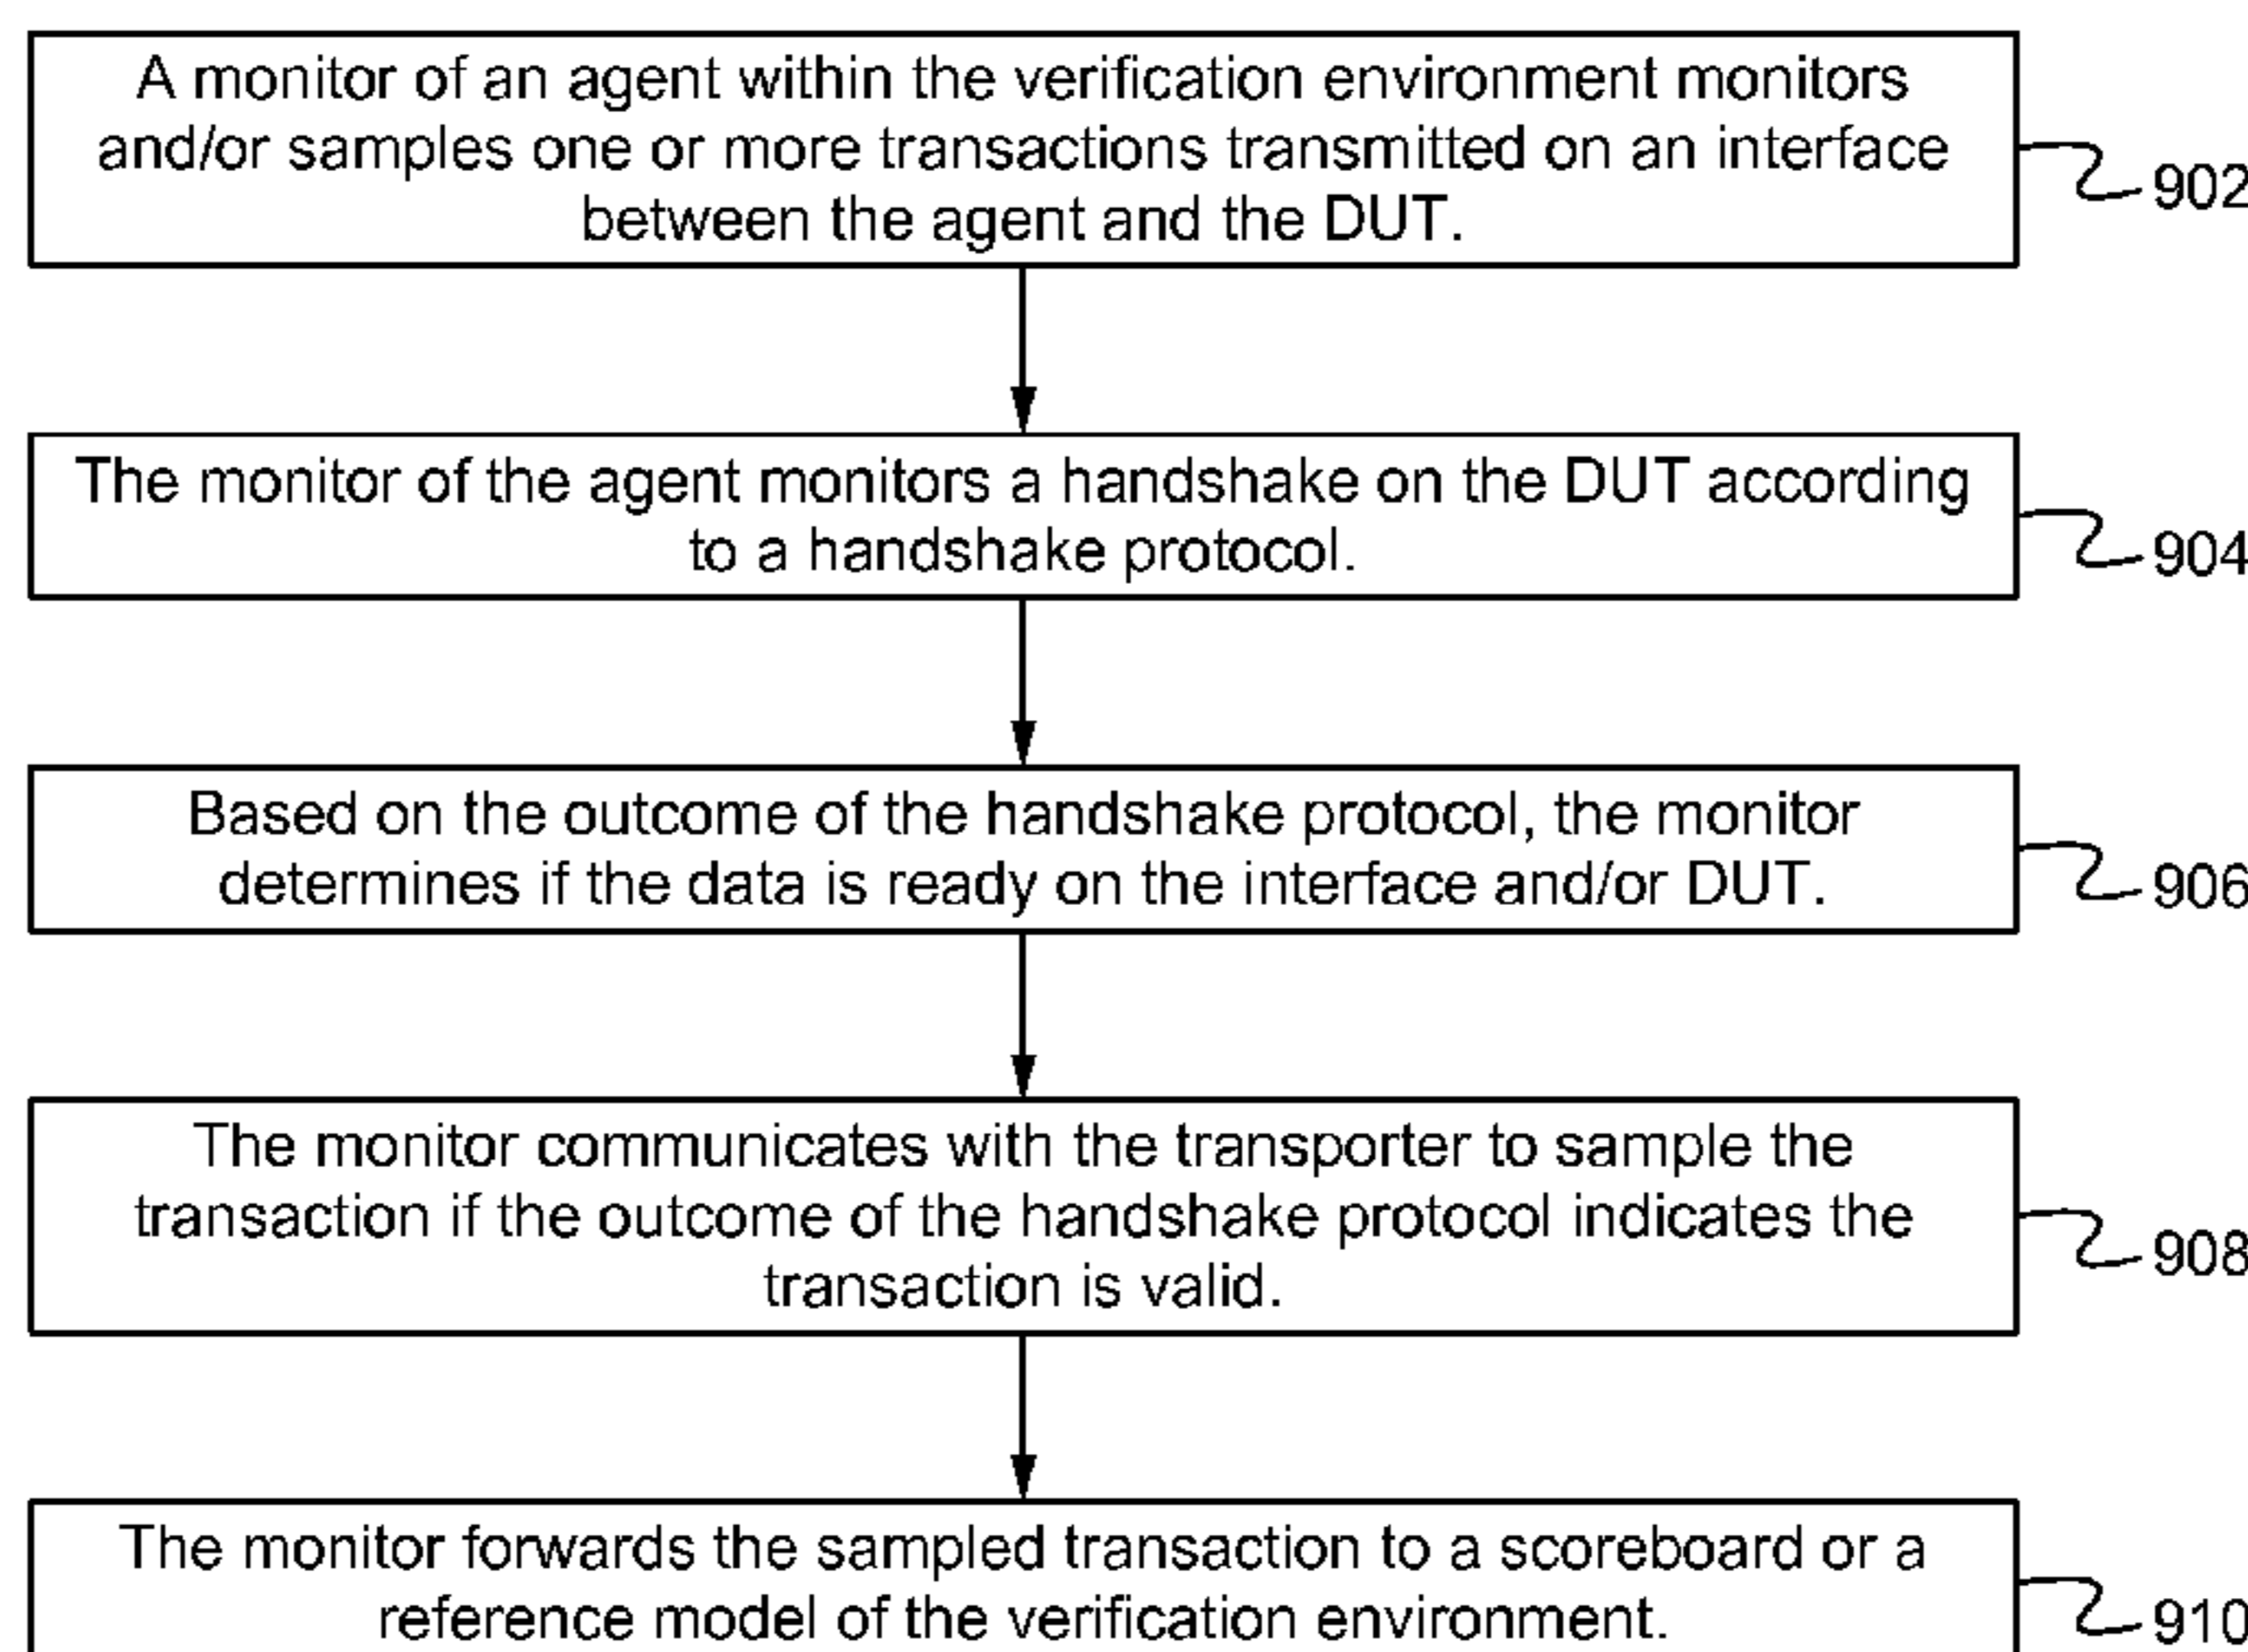 A monitor of an agent within the verification environment monitors
and/or samples one or more transactions transmitted on an interface
between the agent and the DUT.
902
The monitor of the agent monitors a handshake on the DUT according
to a handshake protocol.
904
Based on the outcome of the handshake protocol, the monitor
determines if the data is ready on the interface and/or DUT.
906
The monitor communicates with the transporter to sample the
transaction if the outcome of the handshake protocol indicates the
transaction is valid.
908
The monitor forwards the sampled transaction to a scoreboard or a
reference model of the verification environment.
910